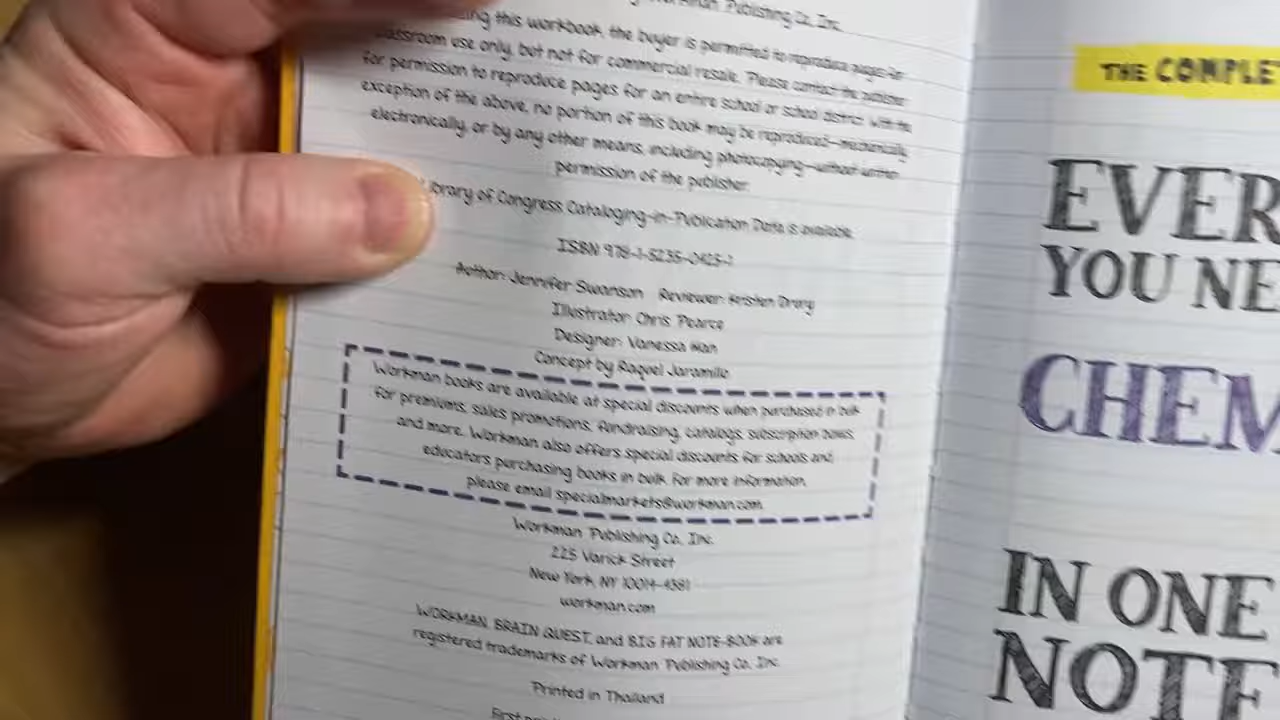 Workman Publishing Co. Inc.
this workbook, the buyer is permitted to reproduce pages for
classroom use only, but not for commercial resale. Please contact the publisher
for permission to reproduce pages for an entire school or school district. With the
exception of the above, no portion of this book may be reproduced—mechanically,
electronically, or by any other means, including photocopying—without written
permission of the publisher.
Library of Congress Cataloging-in-Publication Data is available.
ISBN 978-1-5235-0425-1
Author: Jennifer Swanson Reviewer: Kristen Drury
Illustrator: Chris Pearce
Designer: Vanessa Han
Concept by Raquel Jaramillo
Workman books are available at special discounts when purchased in bulk
for premiums, sales promotions, fundraising, catalogs, subscription boxes,
and more. Workman also offers special discounts for schools and
educators purchasing books in bulk. For more information,
please email specialmarkets@workman.com.
Workman Publishing Co. Inc.
225 Varick Street
New York, NY 10014-4381
workman.com
WORKMAN, BRAIN QUEST, and BIG FAT NOTEBOOK are
registered trademarks of Workman Publishing Co. Inc.
Printed in Thailand
First
THE COMPLE
EVER
YOU NE
CHEM
IN ONE
NOTE